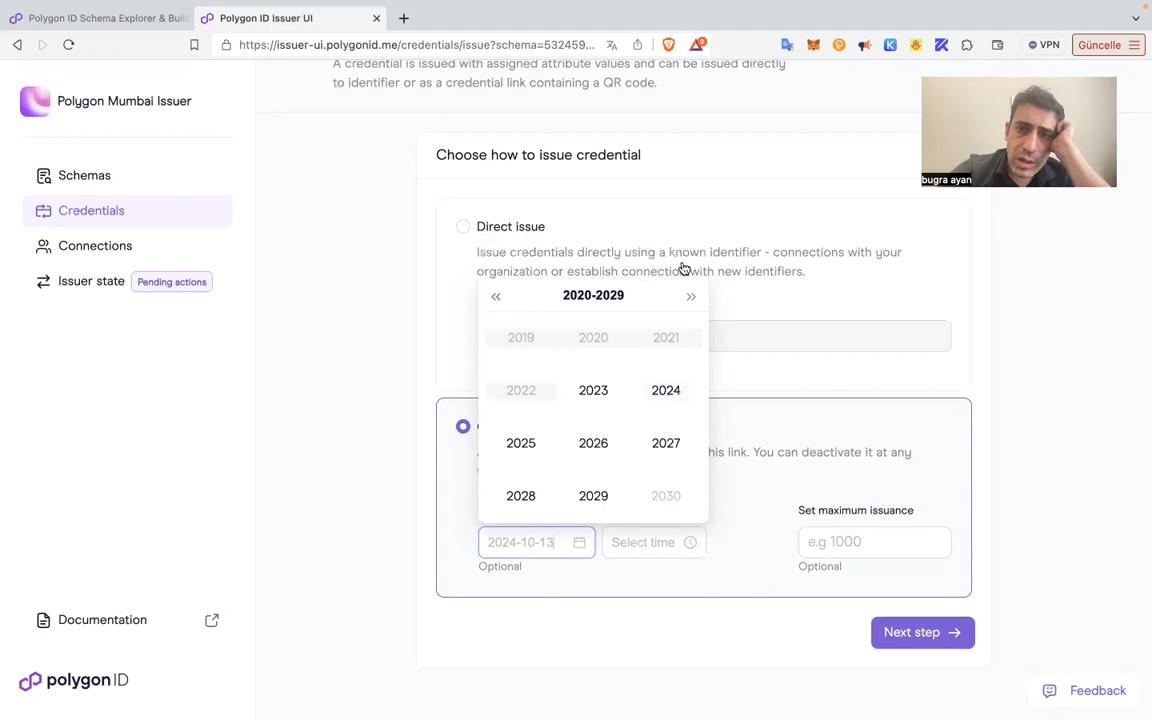 Polygon ID Schema Explorer & Build
Polygon ID Issuer UI
https://issuer-ui.polygonid.me/credentials/issue?schema=532459...
VPN
Güncelle
Polygon Mumbai Issuer
Schemas
Credentials
Connections
Issuer state
Pending actions
Documentation
polygon ID
A credential is issued with assigned attribute values and can be issued directly
to identifier or as a credential link containing a QR code.
bugra ayan
Choose how to issue credential
Direct issue
Issue credentials directly using a known identifier - connections with your
organization or establish connection with new identifiers.
2020-2029
2019 2020 2021
2022 2023 2024
2025 2026 2027
2028 2029 2030
his link. You can deactivate it at any
Set maximum issuance
2024-10-13
Select time
e.g 1000
Optional
Optional
Next step
Feedback